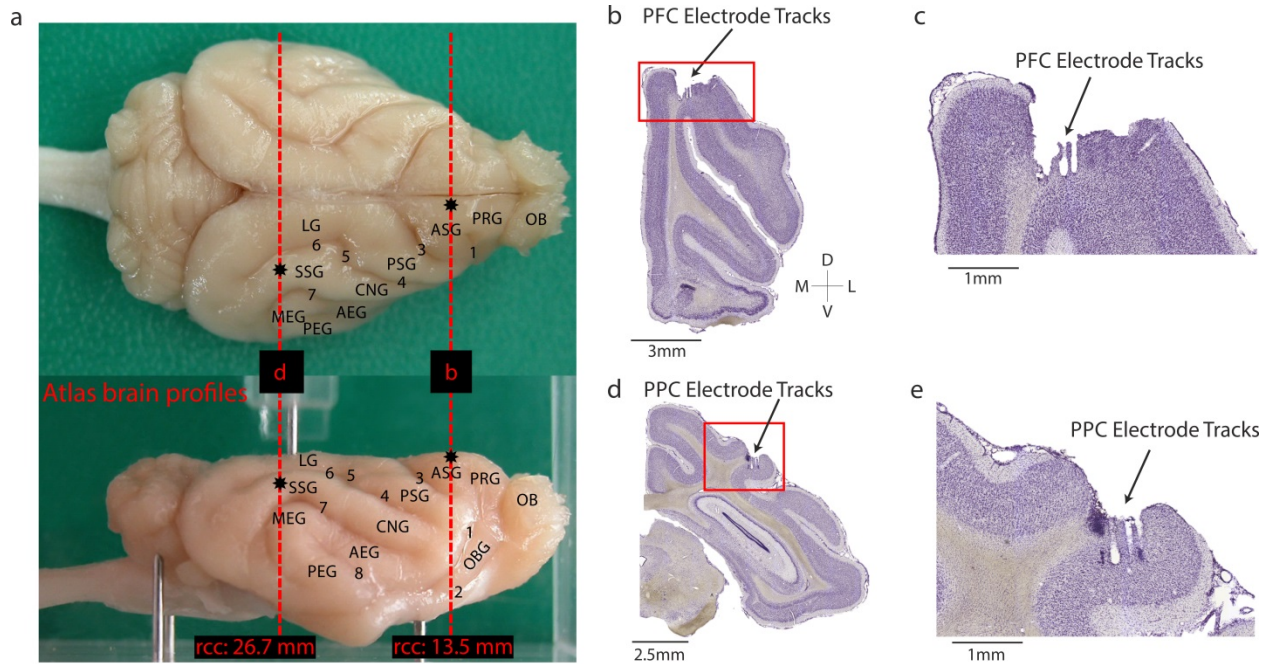 a
LG
6
5
SSG
7
MEG
PEG
AEG
CNG
PSG
4
3
ASG
PRG
1
OB
d
b
Atlas brain profiles
LG
6
5
SSG
7
MEG
4
3
PSG
ASG
PRG
OB
CNG
1
OBG
AEG
PEG
8
2
rcc: 26.7 mm
rcc: 13.5 mm
b
PFC Electrode Tracks
D
M
L
V
3mm
c
PFC Electrode Tracks
1mm
d
PPC Electrode Tracks
2.5mm
e
PPC Electrode Tracks
1mm